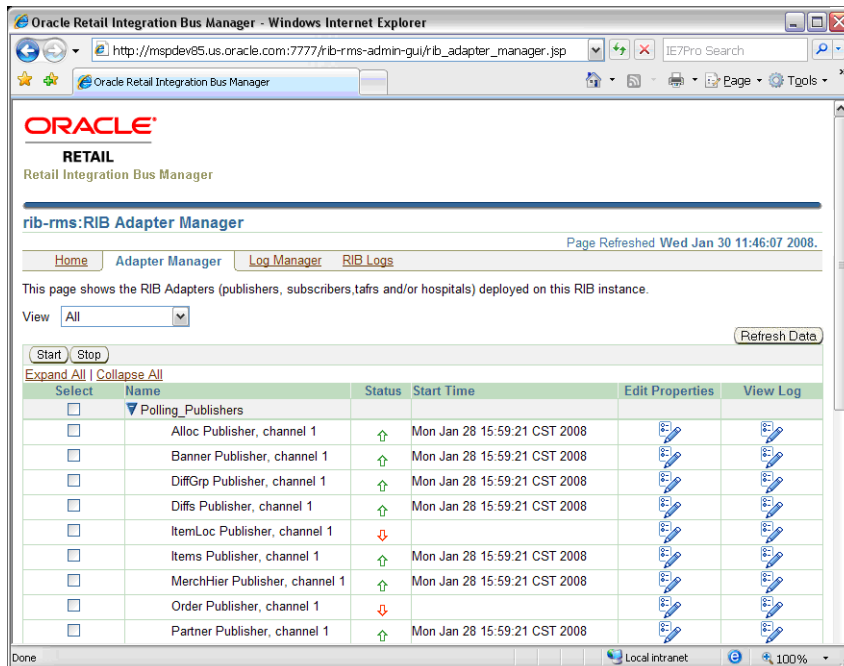 Oracle Retail Integration Bus Manager - Windows Internet Explorer
http://mspdev85.us.oracle.com:7777/rib-rms-admin-gui/rib_adapter_manager.jsp
IE7Pro Search
Oracle Retail Integration Bus Manager
Page
Tools
ORACLE
RETAIL
Retail Integration Bus Manager
rib-rms:RIB Adapter Manager
Page Refreshed Wed Jan 30 11:46:07 2008.
Home Adapter Manager Log Manager RIB Logs
This page shows the RIB Adapters (publishers, subscribers,tafrs and/or hospitals) deployed on this RIB instance.
View All
Refresh Data
Start Stop
Expand All | Collapse All
Select Name Status Start Time Edit Properties View Log
Polling_Publishers
Alloc Publisher, channel 1 Mon Jan 28 15:59:21 CST 2008
Banner Publisher, channel 1 Mon Jan 28 15:59:21 CST 2008
DiffGrp Publisher, channel 1 Mon Jan 28 15:59:21 CST 2008
Diffs Publisher, channel 1 Mon Jan 28 15:59:21 CST 2008
ItemLoc Publisher, channel 1
Items Publisher, channel 1 Mon Jan 28 15:59:21 CST 2008
MerchHier Publisher, channel 1 Mon Jan 28 15:59:21 CST 2008
Order Publisher, channel 1
Partner Publisher, channel 1 Mon Jan 28 15:59:21 CST 2008
Done Local intranet 100%